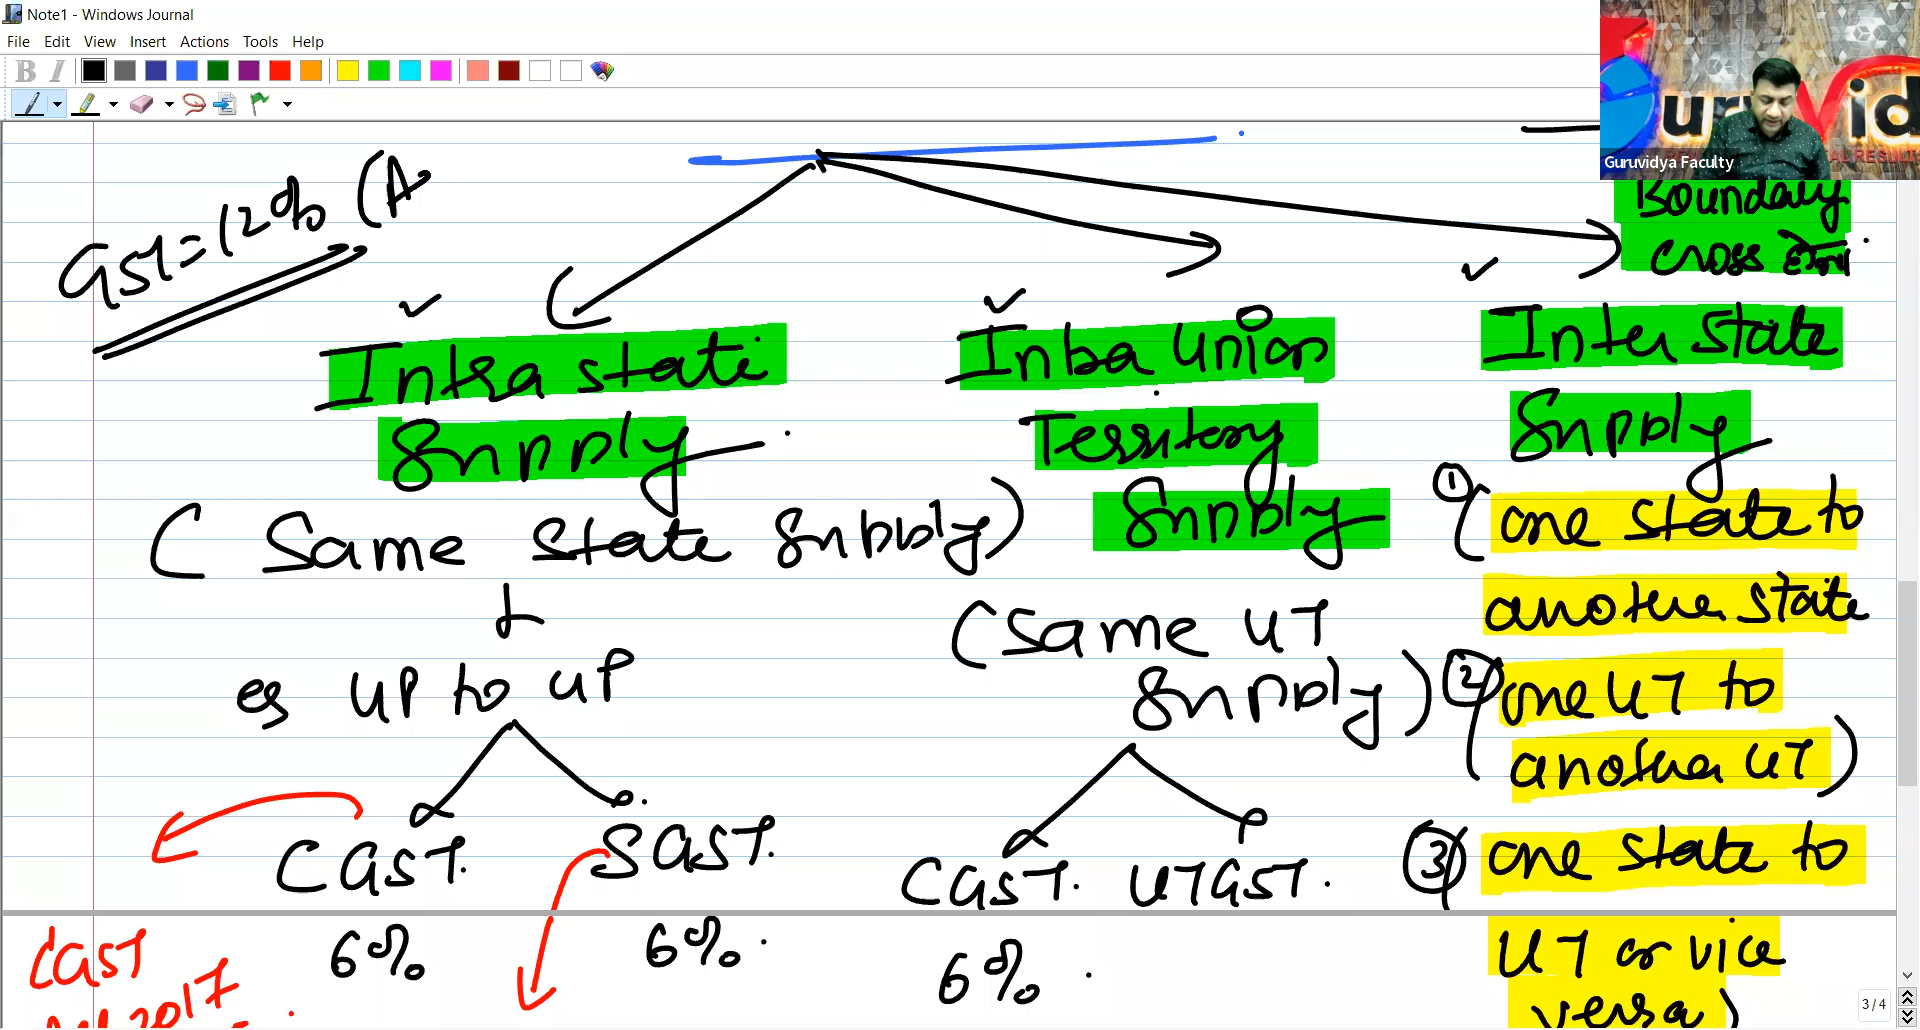 Note1 - Windows Journal
File Edit View Insert Actions Tools Help
Guruvidya Faculty
GST = 12% (A
Boundary
cross होना
Intra state
Supply
(Same state Supply)
eg UP to UP
CGST. SGST.
6% 6%.
Intra Union
Territory
Supply
(Same UT
Supply)
CGST. UTGST.
6%.
Inter State
Supply
① (one state to
another state
② one UT to
another UT)
③ (one state to
UT or vice
versa)
CGST
2017
3 / 4